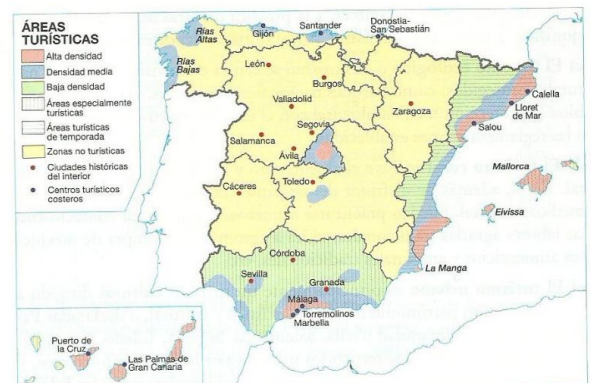 ÁREAS
TURÍSTICAS
Alta densidad
Densidad media
Baja densidad
Áreas especialmente
turísticas
Áreas turísticas
de temporada
Zonas no turísticas
Ciudades históricas
del interior
Centros turísticos
costeros
Rías
Altas
Rías
Bajas
Gijón
Santander
Donostia-
San Sebastián
León
Burgos
Valladolid
Zaragoza
Segovia
Salamanca
Ávila
Calella
Lloret
de Mar
Salou
Mallorca
Eivissa
Cáceres
Toledo
La Manga
Córdoba
Sevilla
Granada
Málaga
Torremolinos
Marbella
Puerto de
la Cruz
Las Palmas de
Gran Canaria